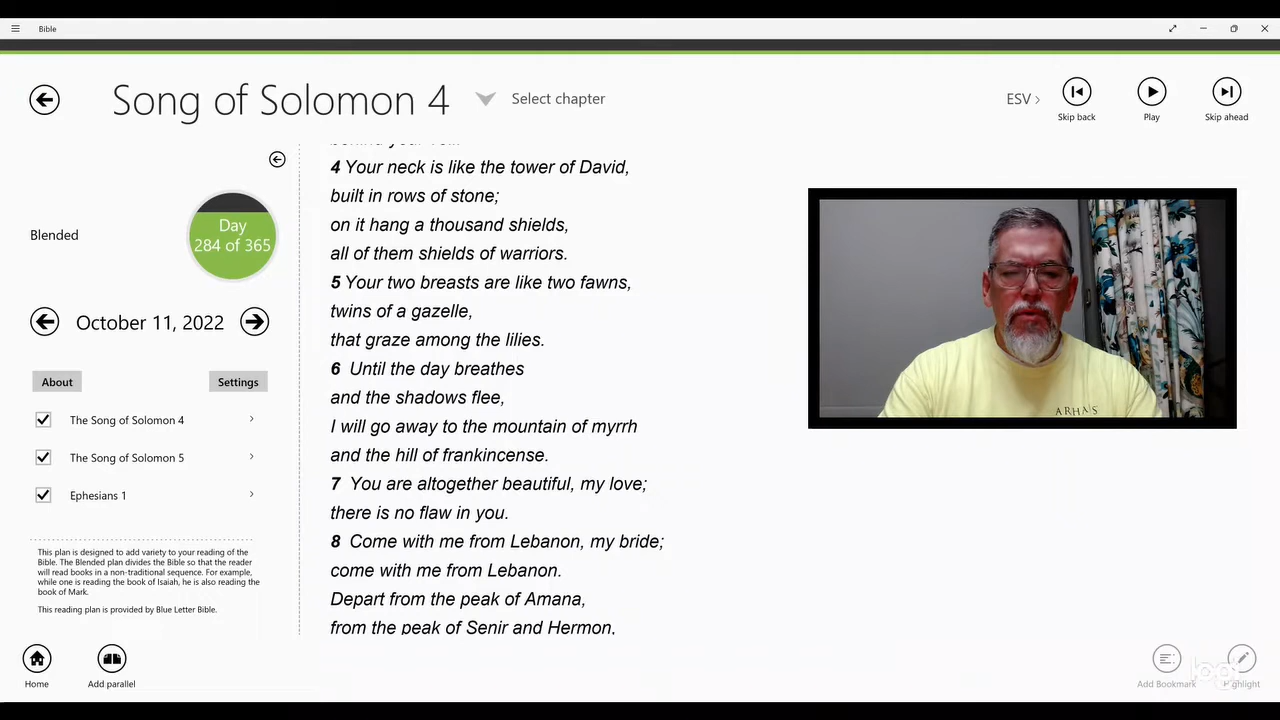 Bible
Song of Solomon 4
Select chapter
ESV
Skip back
Play
Skip ahead
Blended
Day
284 of 365
October 11, 2022
About
Settings
The Song of Solomon 4
The Song of Solomon 5
Ephesians 1
This plan is designed to add variety to your reading of the
Bible. The Blended plan divides the Bible so that the reader
will read books in a non-traditional sequence. For example,
while one is reading the book of Isaiah, he is also reading the
book of Mark.
This reading plan is provided by Blue Letter Bible.
4 Your neck is like the tower of David,
built in rows of stone;
on it hang a thousand shields,
all of them shields of warriors.
5 Your two breasts are like two fawns,
twins of a gazelle,
that graze among the lilies.
6 Until the day breathes
and the shadows flee,
I will go away to the mountain of myrrh
and the hill of frankincense.
7 You are altogether beautiful, my love;
there is no flaw in you.
8 Come with me from Lebanon, my bride;
come with me from Lebanon.
Depart from the peak of Amana,
from the peak of Senir and Hermon,
ARHA'S
Home
Add parallel
Add Bookmark
Highlight
logi